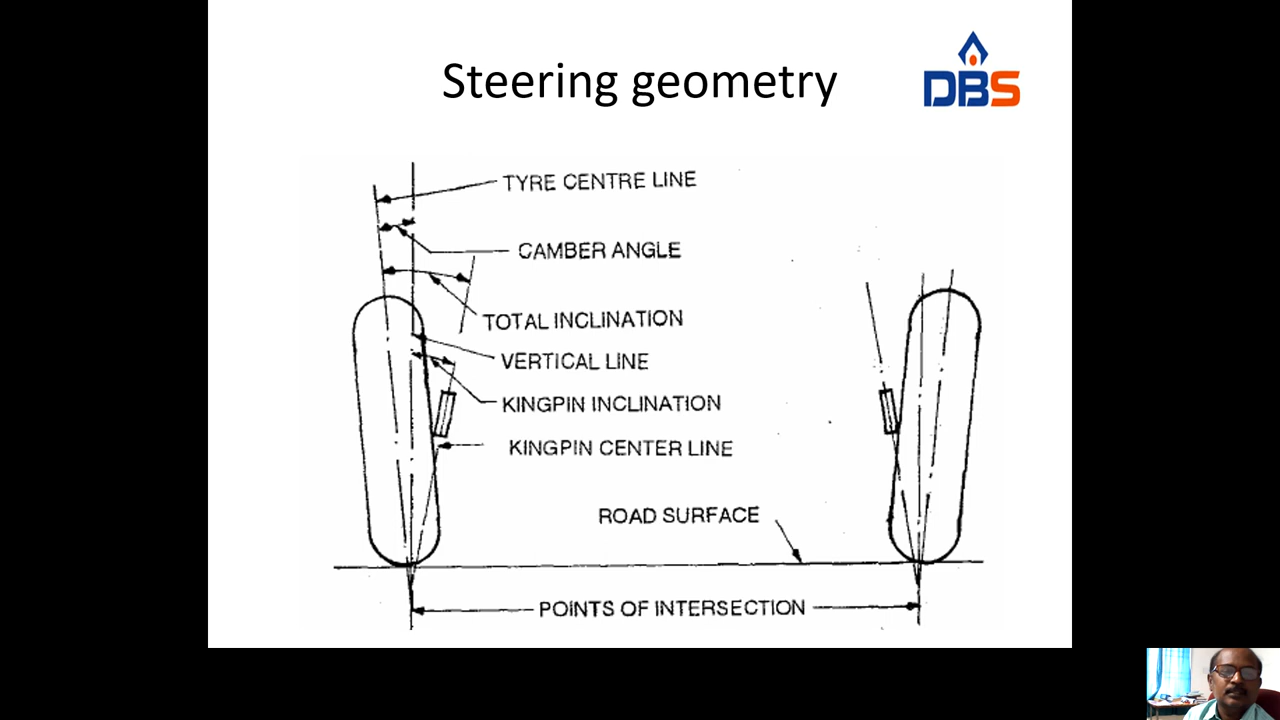 Steering geometry
DBS
TYRE CENTRE LINE
CAMBER ANGLE
TOTAL INCLINATION
VERTICAL LINE
KINGPIN INCLINATION
KINGPIN CENTER LINE
ROAD SURFACE
POINTS OF INTERSECTION